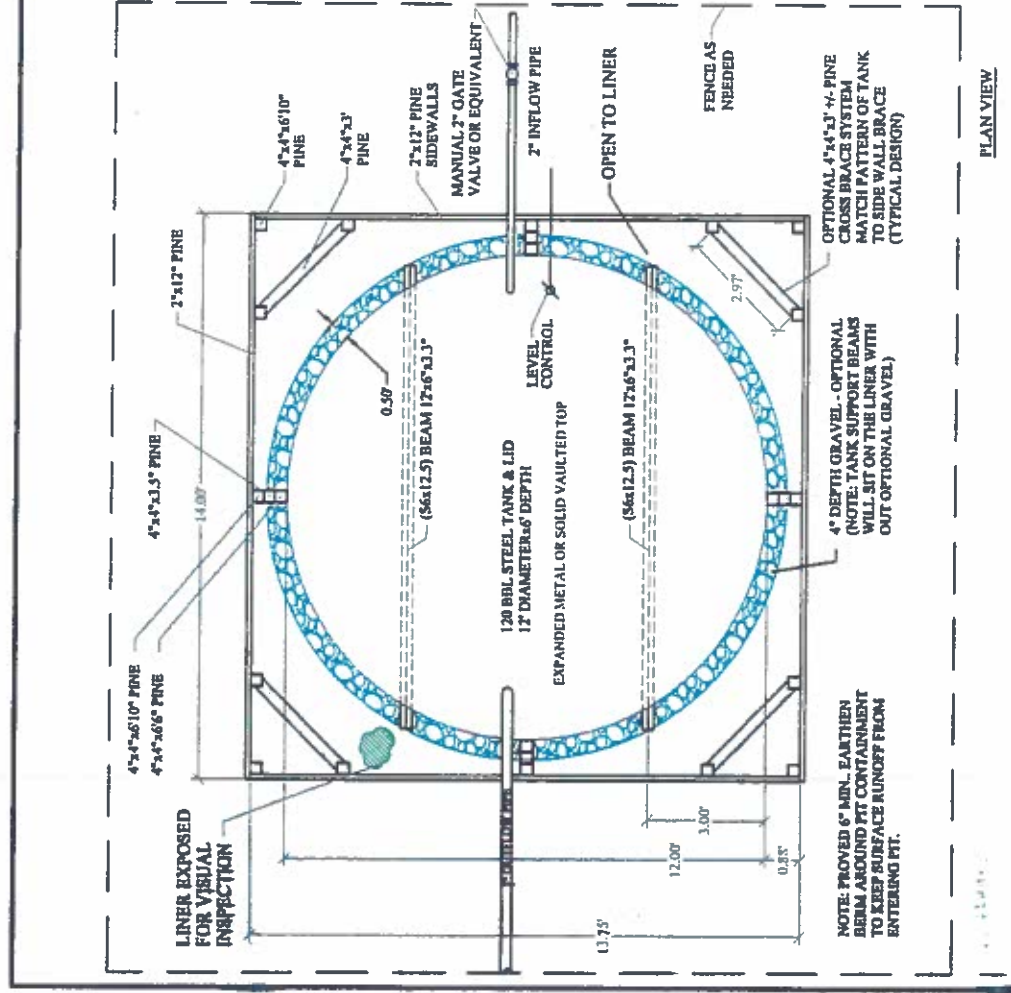 4"x4"x6'10" PINE
4"x4"x6'6" PINE
4"x4"x3.5" PINE
2"x12" PINE
4"x4"x6'10"
PINE
4"x4"x3'
PINE
14.00'
2"x12" PINE
SIDEWALLS
MANUAL 2" GATE
VALVE OR EQUIVALENT
2" INFLOW PIPE
OPEN TO LINER
FENCE AS
NEEDED
LINER EXPOSED
FOR VISUAL
INSPECTION
0.50'
(S6x12.5) BEAM 12'x6"x3.3"
120 BBL STEEL TANK & LID
12' DIAMETERx6' DEPTH
EXPANDED METAL OR SOLID VAULTED TOP
LEVEL
CONTROL
(S6x12.5) BEAM 12'x6"x3.3"
2.97'
13.75'
12.00'
3.00'
0.88'
NOTE: PROVED 6" MIN.. EARTHEN
BERM AROUND PIT CONTAINMENT
TO KEEP SURFACE RUNOFF FROM
ENTERING PIT.
4" DEPTH GRAVEL - OPTIONAL
(NOTE: TANK SUPPORT BEAMS
WILL SIT ON THE LINER WITH
OUT OPTIONAL GRAVEL)
OPTIONAL 4"x4"x3' +/- PINE
CROSS BRACE SYSTEM
MATCH PATTERN OF TANK
TO SIDE WALL BRACE
(TYPICAL DESIGN)
PLAN VIEW